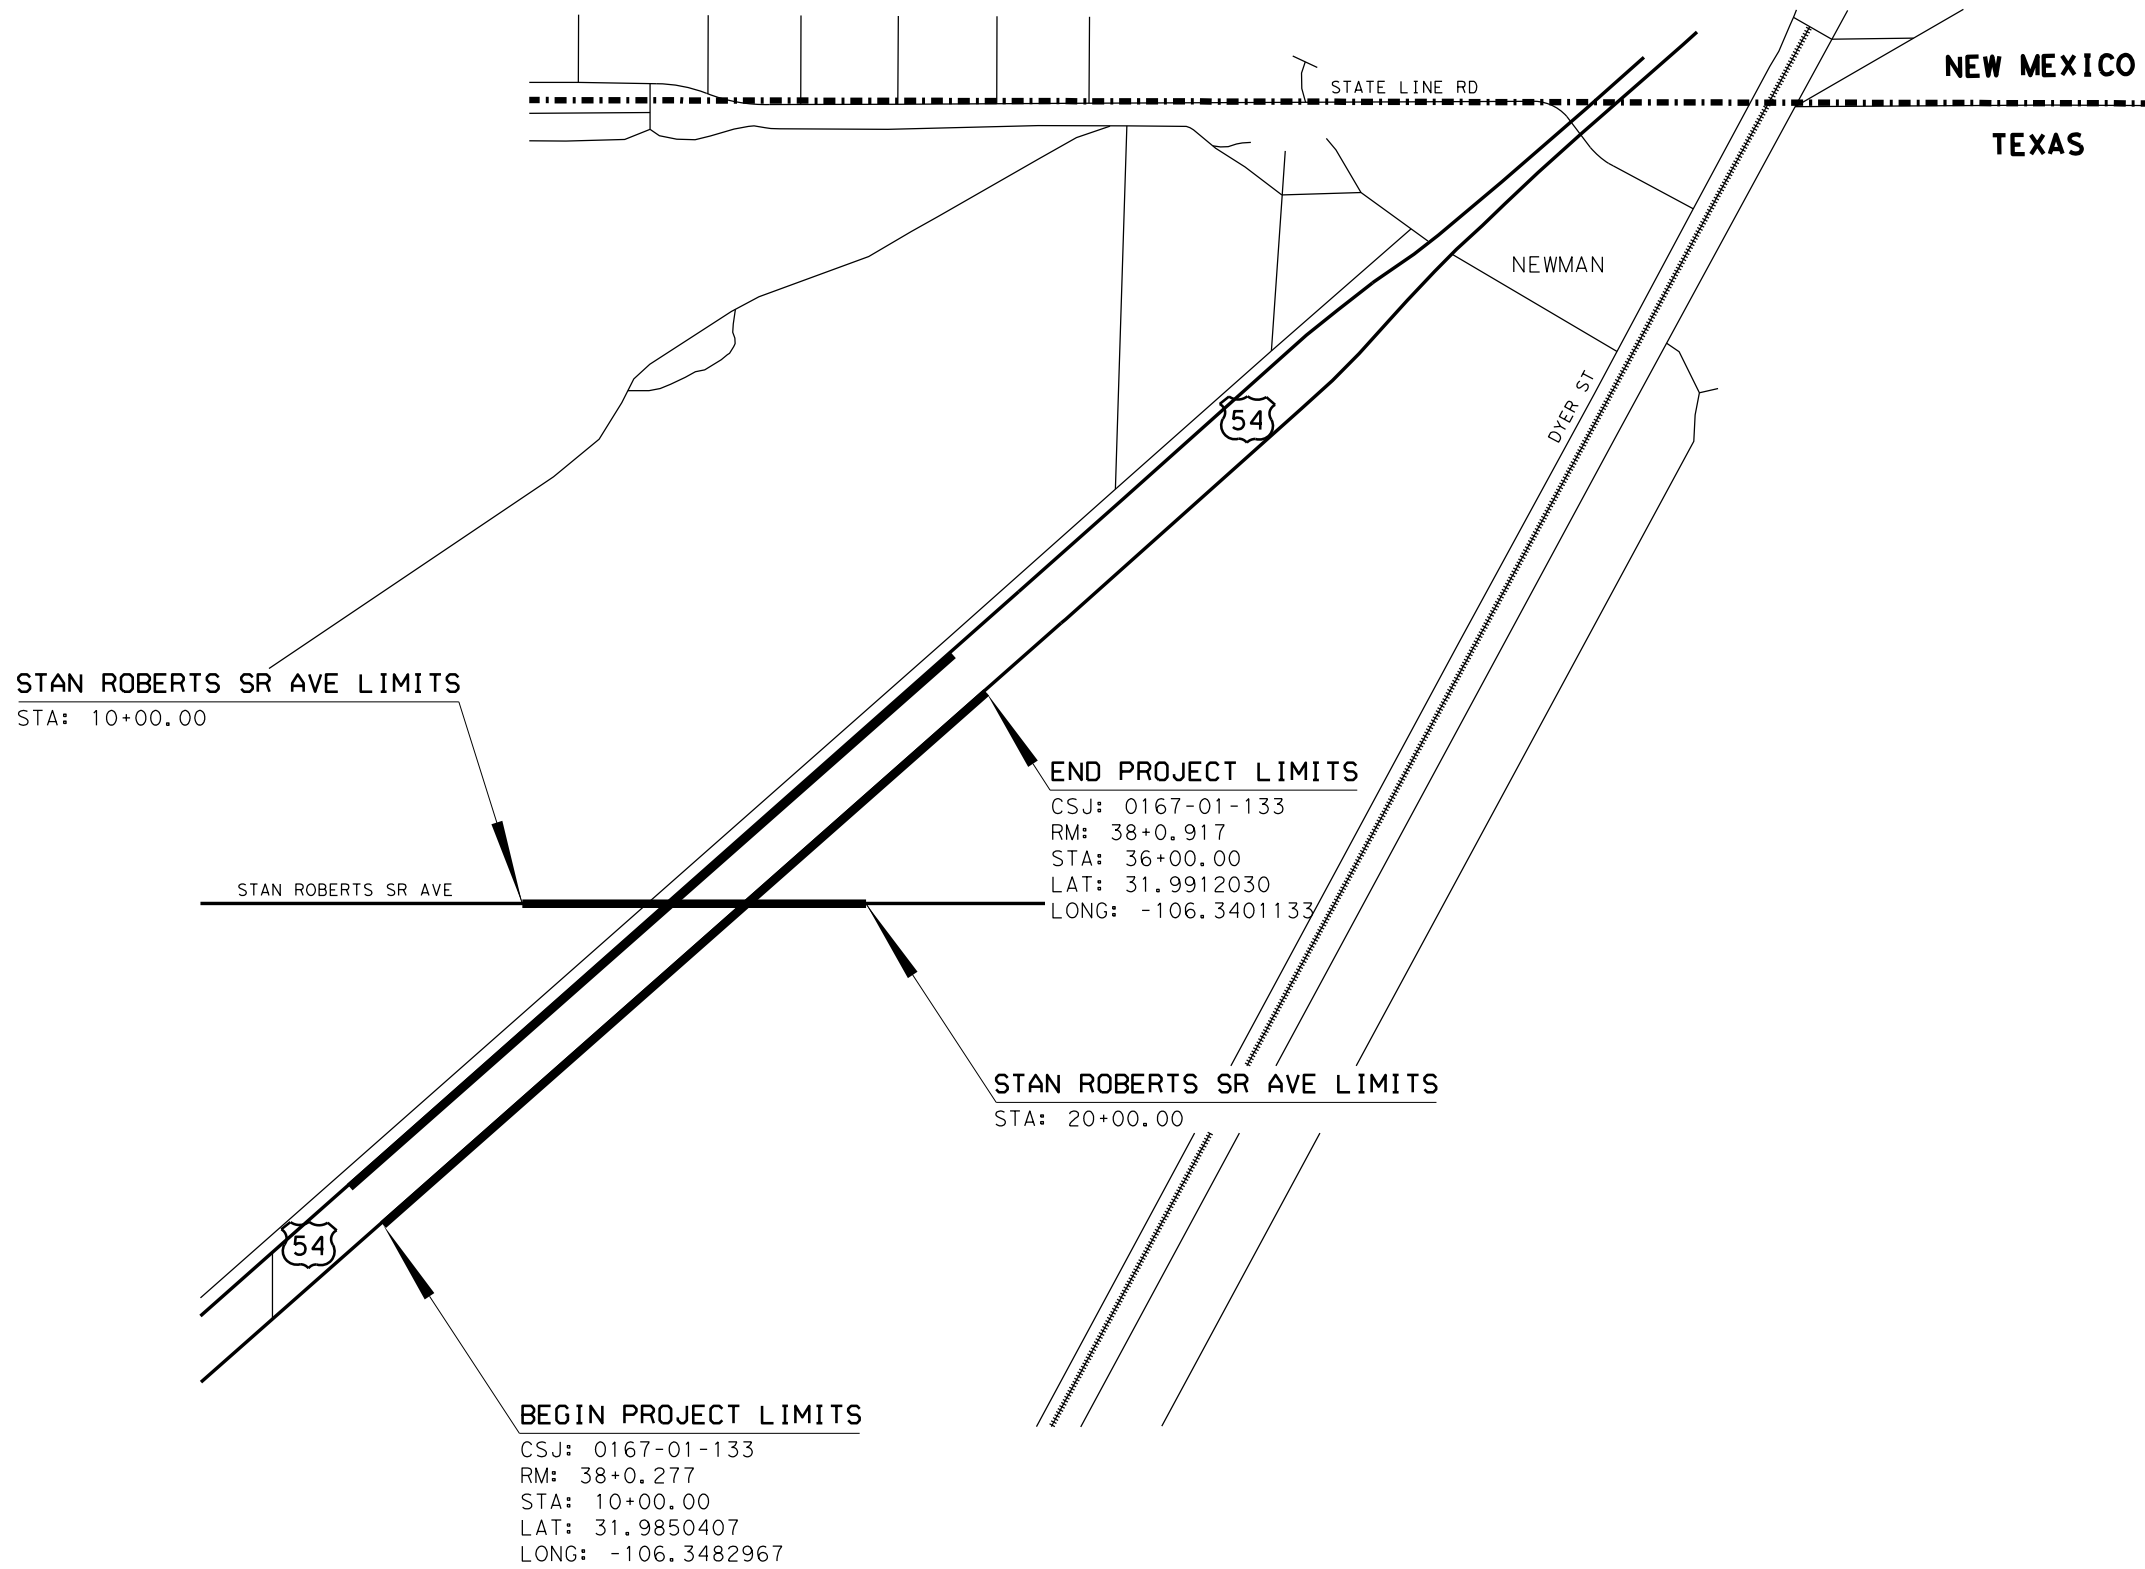 NEW MEXICO
STATE LINE RD
TEXAS
NEWMAN
DYER ST
54
STAN ROBERTS SR AVE LIMITS
STA: 10+00.00
END PROJECT LIMITS
CSJ: 0167-01-133
RM: 38+0.917
STA: 36+00.00
LAT: 31.9912030
LONG: -106.3401133
STAN ROBERTS SR AVE
STAN ROBERTS SR AVE LIMITS
STA: 20+00.00
54
BEGIN PROJECT LIMITS
CSJ: 0167-01-133
RM: 38+0.277
STA: 10+00.00
LAT: 31.9850407
LONG: -106.3482967